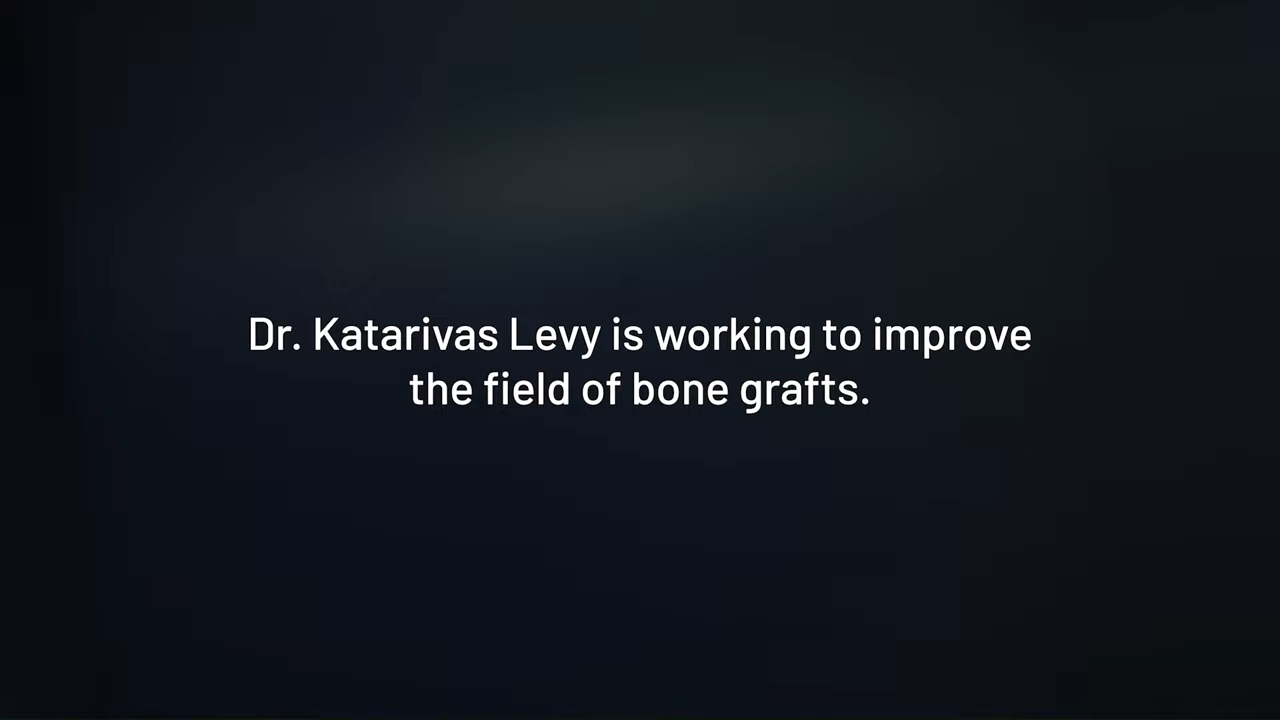 Dr. Katarivas Levy is working to improve
the field of bone grafts.